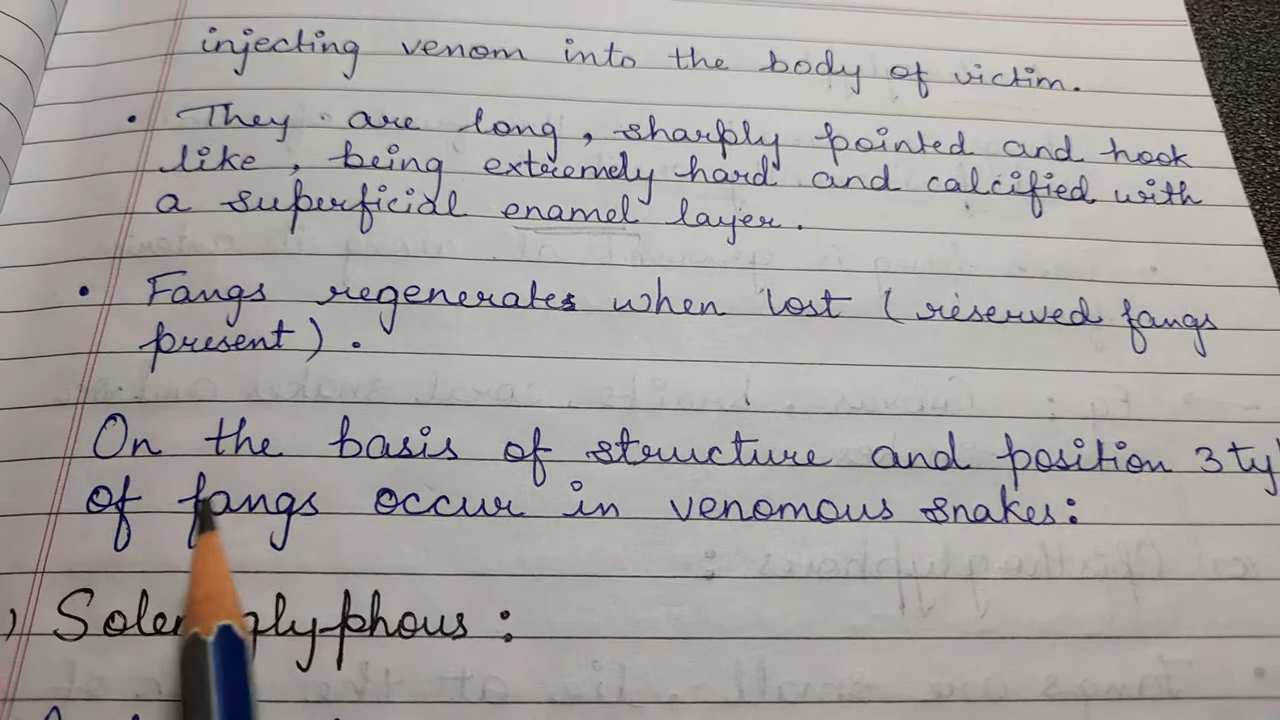 injecting venom into the body of victim.
• They are long, sharply pointed and hook
like, being extremely hard and calcified with
a superficial enamel layer.
• Fangs regenerates when lost (reserved fangs
present).
On the basis of structure and position 3 ty
of fangs occur in venomous snakes:
) Solenoglyphous :